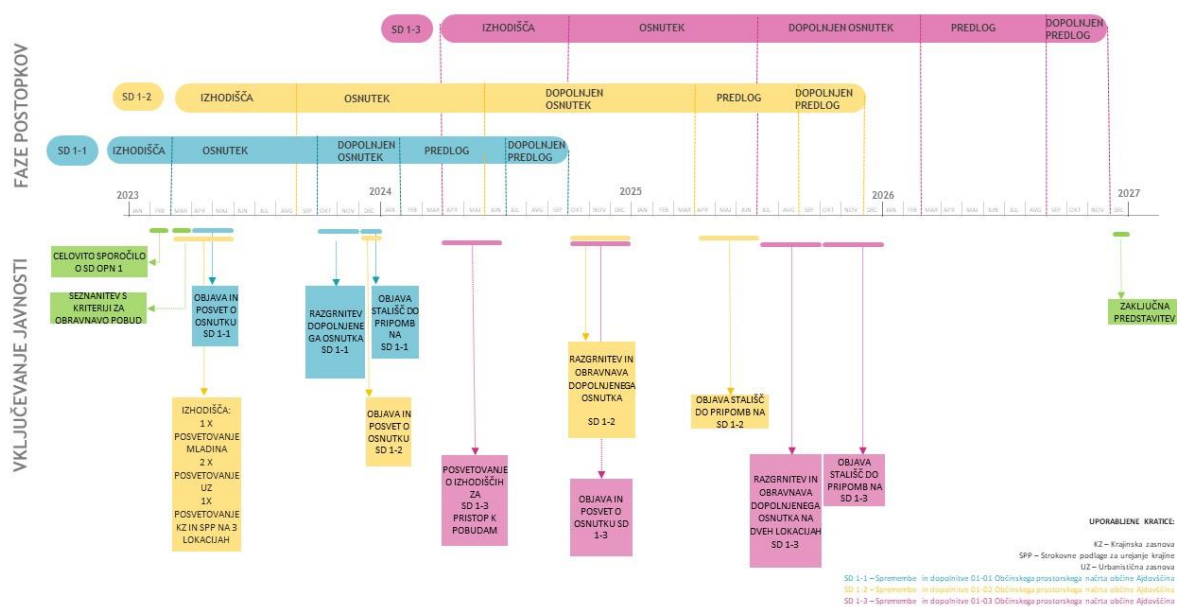 FAZE POSTOPKOV
SD 1-3
IZHODIŠČA
OSNUTEK
DOPOLNJEN OSNUTEK
PREDLOG
DOPOLNJEN
PREDLOG
SD 1-2
IZHODIŠČA
OSNUTEK
DOPOLNJEN
OSNUTEK
PREDLOG
DOPOLNJEN
PREDLOG
SD 1-1
IZHODIŠČA
OSNUTEK
DOPOLNJEN
OSNUTEK
PREDLOG
DOPOLNJEN
PREDLOG
2023
2024
2025
2026
2027
JAN FEB MAR APR MAJ JUN JUL AVG SEP OKT NOV DEC
JAN FEB MAR APR MAJ JUN JUL AVG SEP OKT NOV DEC
JAN FEB MAR APR MAJ JUN JUL AVG SEP OKT NOV DEC
JAN FEB MAR APR MAJ JUN JUL AVG SEP OKT NOV DEC
VKLJUČEVANJE JAVNOSTI
CELOVITO SPOROČILO
O SD OPN 1
SEZNANITEV S
KRITERIJI ZA
OBRAVNAVO POBUD
OBJAVA IN
POSVET O
OSNUTKU
SD 1-1
IZHODIŠČA:
1 X
POSVETOVANJE
MLADINA
2 X
POSVETOVANJE
UZ
1X
POSVETOVANJE
KZ IN SPP NA 3
LOKACIJAH
RAZGRNITEV
DOPOLNJENE
GA OSNUTKA
SD 1-1
OBJAVA
STALIŠČ DO
PRIPOMB
NA
SD 1-1
OBJAVA IN
POSVET O
OSNUTKU
SD 1-2
POSVETOVANJE
O IZHODIŠČIH
ZA
SD 1-3
PRISTOP K
POBUDAM
RAZGRNITEV IN
OBRAVNAVA
DOPOLNJENEGA
OSNUTKA
SD 1-2
OBJAVA IN
POSVET O
OSNUTKU SD
1-3
OBJAVA STALIŠČ
DO PRIPOMB NA
SD 1-2
RAZGRNITEV IN
OBRAVNAVA
DOPOLNJENEGA
OSNUTKA NA
DVEH LOKACIJAH
SD 1-3
OBJAVA
STALIŠČ DO
PRIPOMB NA
SD 1-3
ZAKLJUČNA
PREDSTAVITEV
UPORABLJENE KRATICE:
KZ – Krajinska zasnova
SPP – Strokovne podlage za urejanje krajine
UZ – Urbanistična zasnova
SD 1-1 – Spremembe in dopolnitve 01-01 Občinskega prostorskega načrta občine Ajdovščina
SD 1-2 – Spremembe in dopolnitve 01-02 Občinskega prostorskega načrta občine Ajdovščina
SD 1-3 – Spremembe in dopolnitve 01-03 Občinskega prostorskega načrta občine Ajdovščina